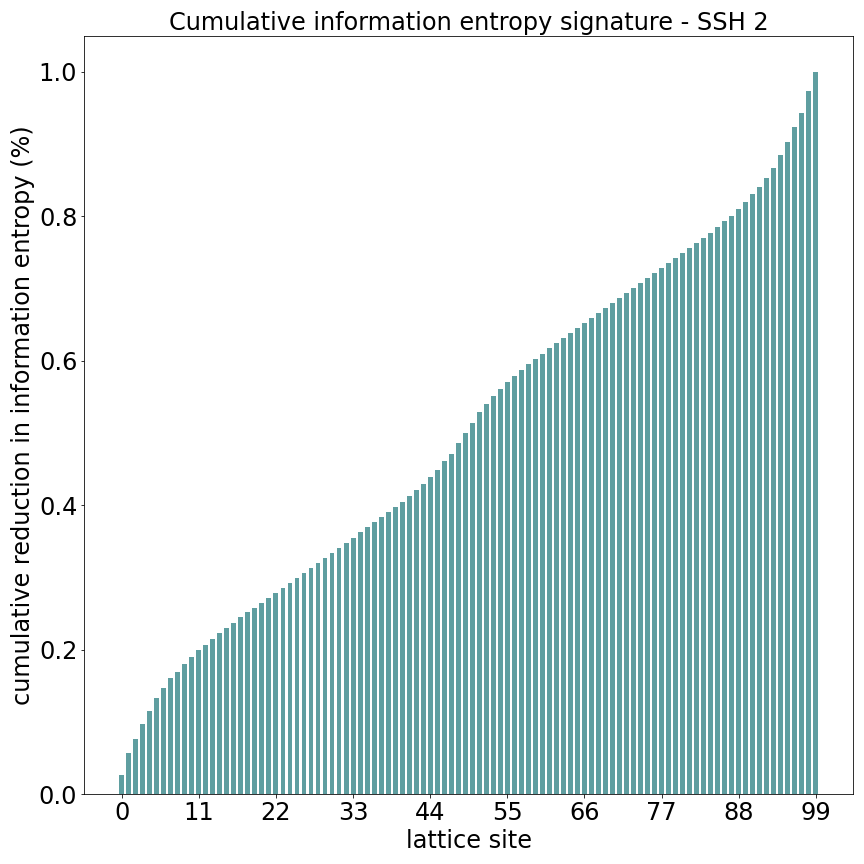 Cumulative information entropy signature - SSH 2
cumulative reduction in information entropy (%)
1.0
0.8
0.6
0.4
0.2
0.0
0 11 22 33 44 55 66 77 88 99
lattice site